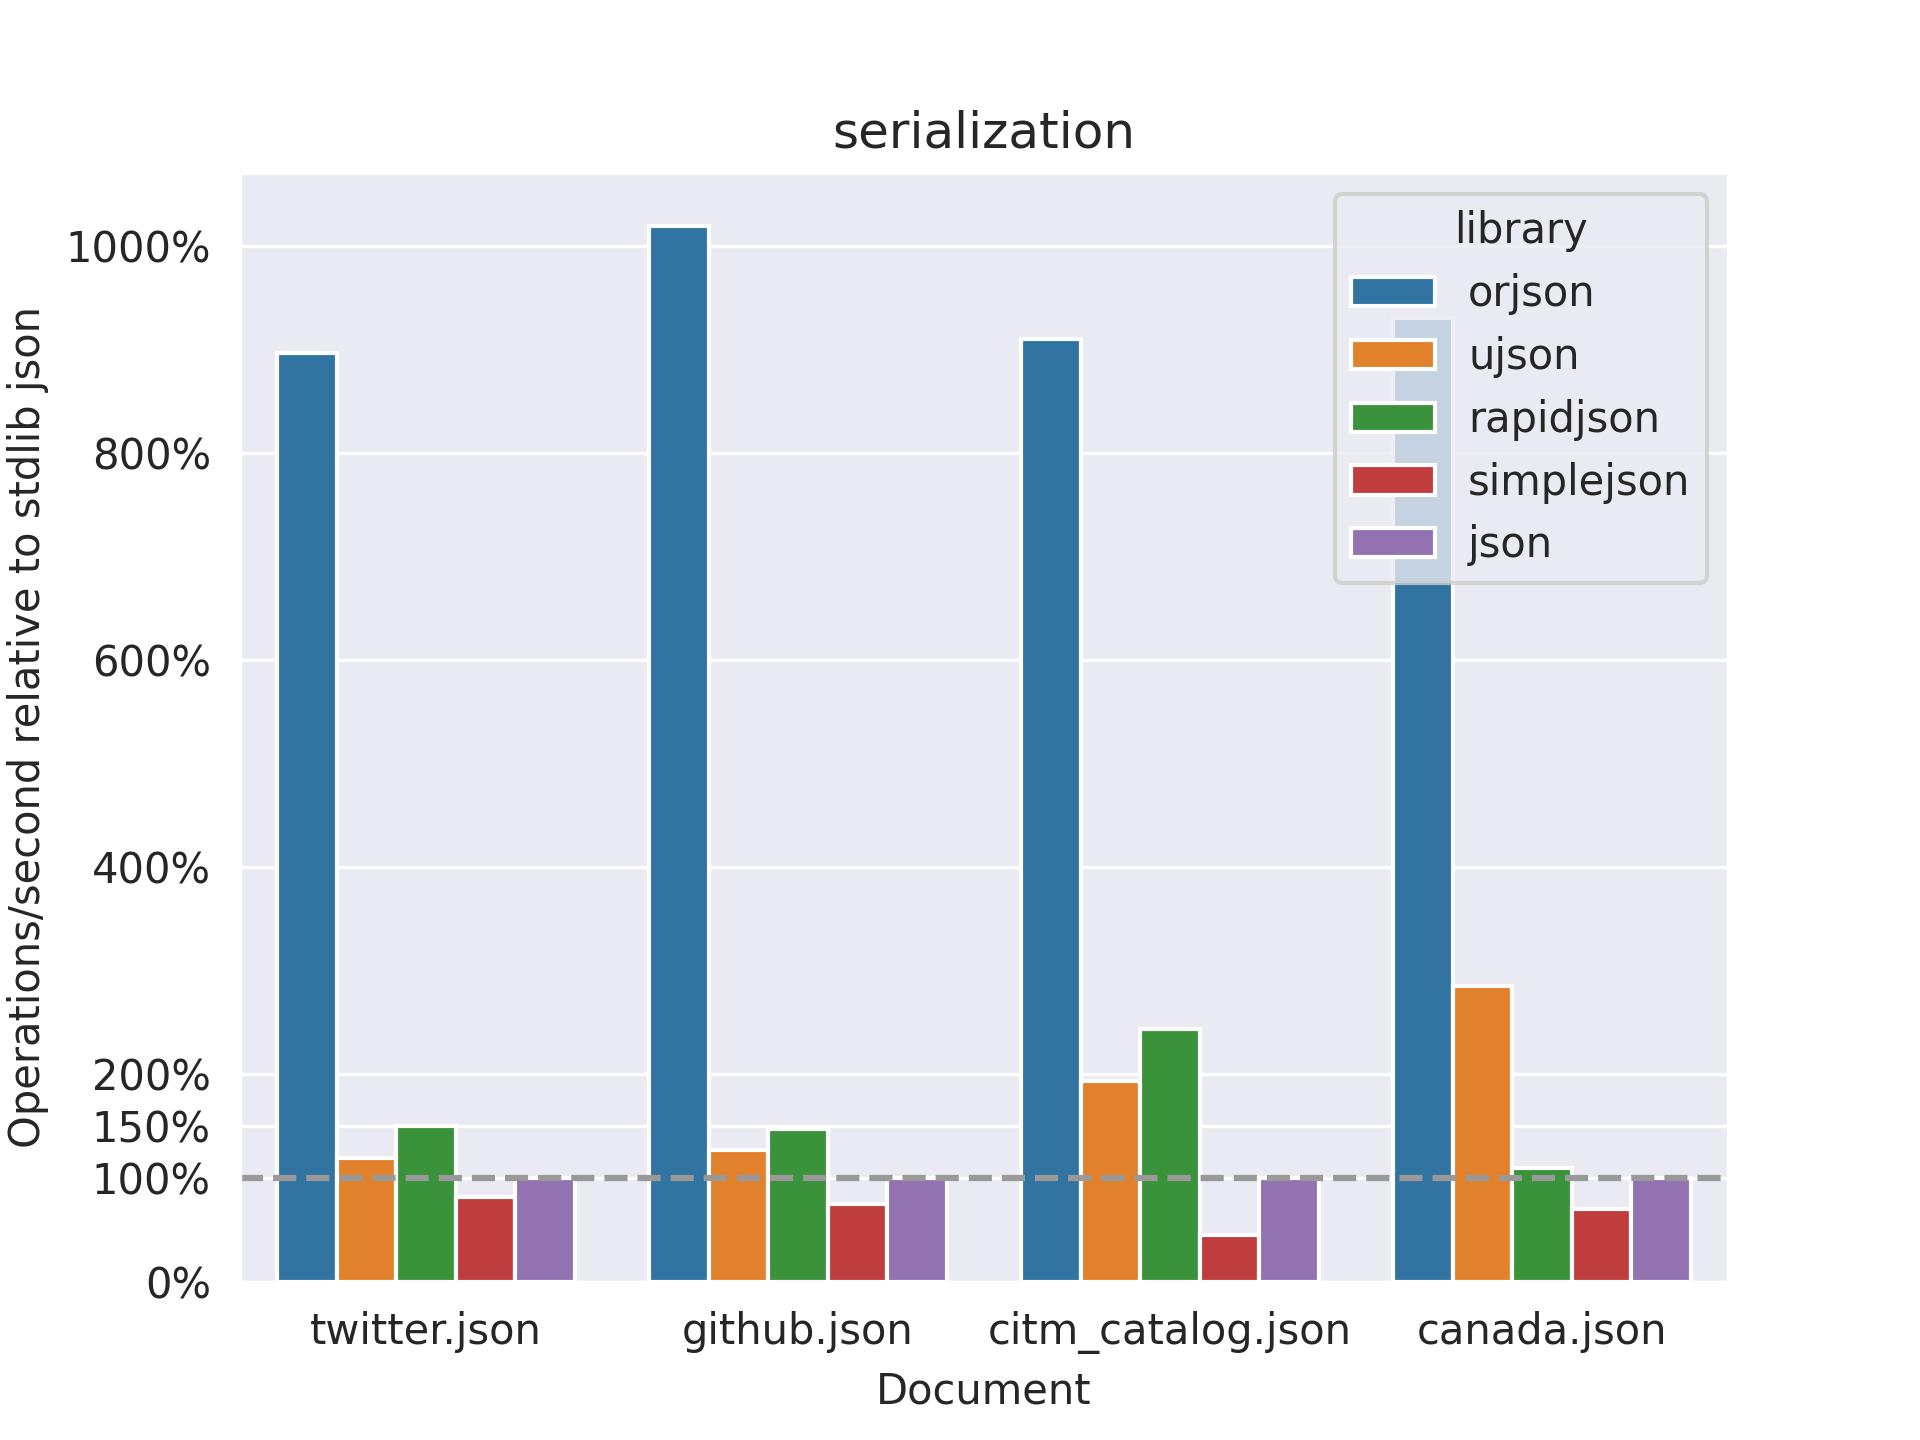 serialization
Operations/second relative to stdlib json
1000%
800%
600%
400%
200%
150%
100%
0%
library
orjson
ujson
rapidjson
simplejson
json
twitter.json
github.json
citm_catalog.json
canada.json
Document